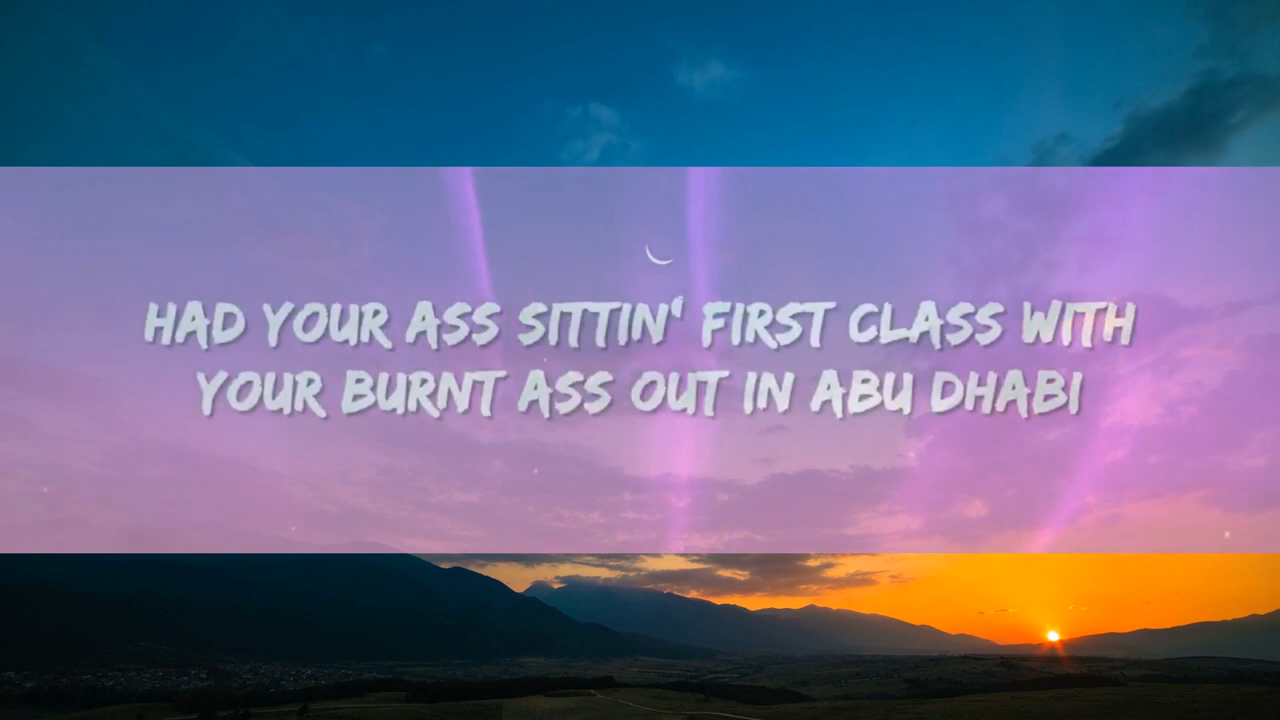 HAD YOUR ASS SITTIN‘ FIRST CLASS WITH
YOUR BURNT ASS OUT IN ABU DHABI